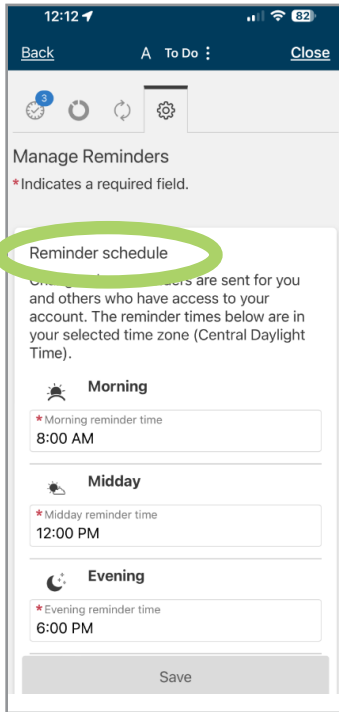 12:12 82
Back A To Do Close
3
Manage Reminders
*Indicates a required field.
Reminder schedule
are sent for you
and others who have access to your
account. The reminder times below are in
your selected time zone (Central Daylight
Time).
Morning
*Morning reminder time
8:00 AM
Midday
*Midday reminder time
12:00 PM
Evening
*Evening reminder time
6:00 PM
Save